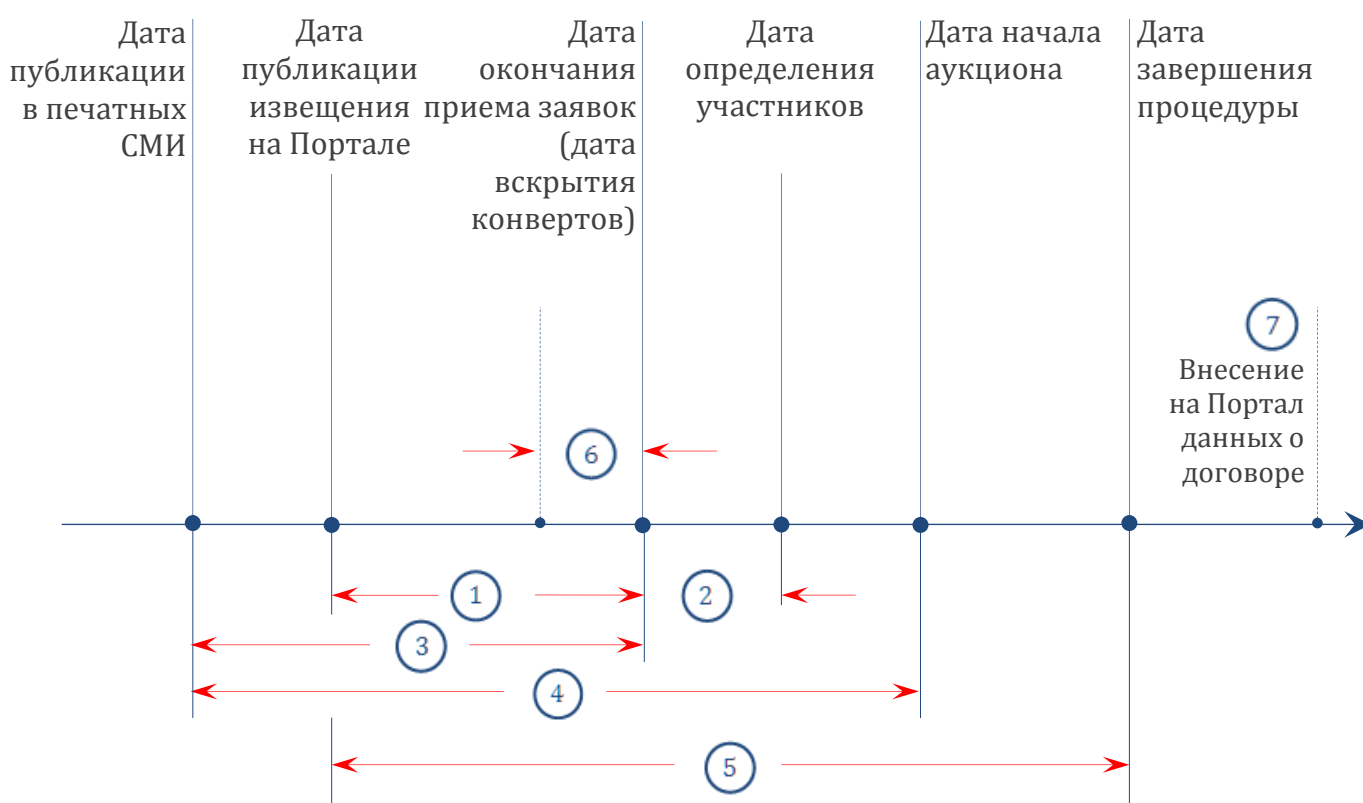 Дата
публикации
в печатных
СМИ
Дата
публикации
извещения
на Портале
Дата
окончания
приема заявок
(дата
вскрытия
конвертов)
Дата
определения
участников
Дата начала
аукциона
Дата
завершения
процедуры
7
Внесение
на Портал
данных о
договоре
6
1
2
3
4
5